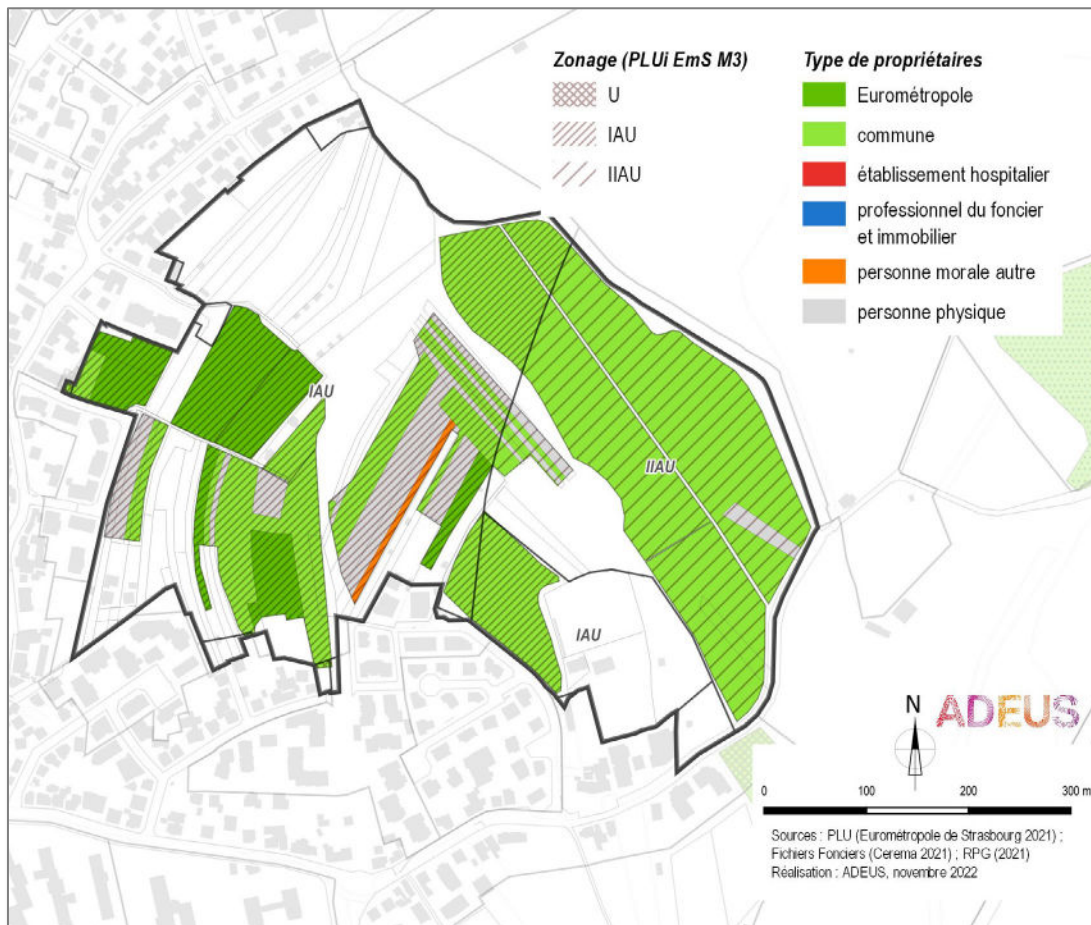 Zonage (PLUi EmS M3)
U
IAU
IIAU
Type de propriétaires
Eurométropole
commune
établissement hospitalier
professionnel du foncier
et immobilier
personne morale autre
personne physique
IAU
IIAU
IAU
N
ADEUS
0
100
200
300 m
Sources : PLU (Eurométropole de Strasbourg 2021) ;
Fichiers Fonciers (Cerema 2021) ; RPG (2021)
Réalisation : ADEUS, novembre 2022